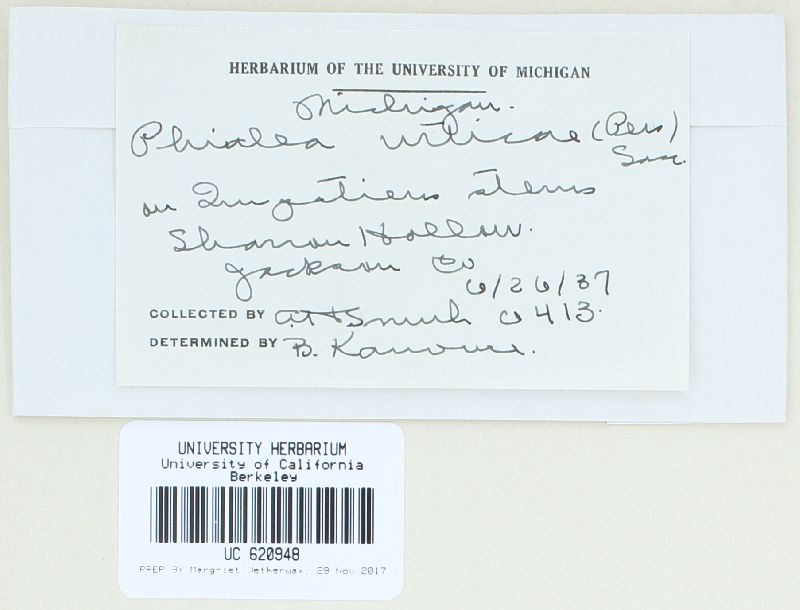 HERBARIUM OF THE UNIVERSITY OF MICHIGAN
Michigan.
Phialea urticae (Pers)
Sacc.
on Impatiens stems
Sharon Hollow.
Jackson Co
6/26/37
COLLECTED BY A.H. Smith 6413.
DETERMINED BY B. Kanouse.
UNIVERSITY HERBARIUM
University of California
Berkeley
UC 620948
PREP BY Margriet Wetherwax, 29 Nov 2017